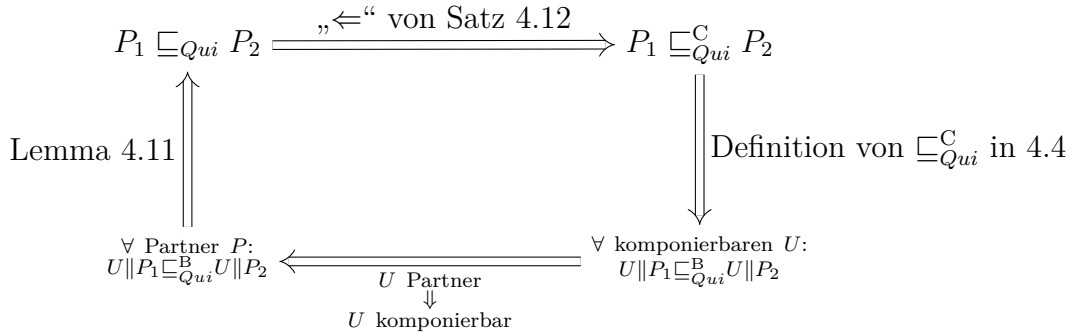 „⇐“ von Satz 4.12
P₁ ⊑_Qui P₂ P₁ ⊑^C_Qui P₂
Lemma 4.11
Definition von ⊑^C_Qui in 4.4
∀ Partner P:
U∥P₁⊑^B_Qui U∥P₂
∀ komponierbaren U:
U∥P₁⊑^B_Qui U∥P₂
U Partner
⇓
U komponierbar